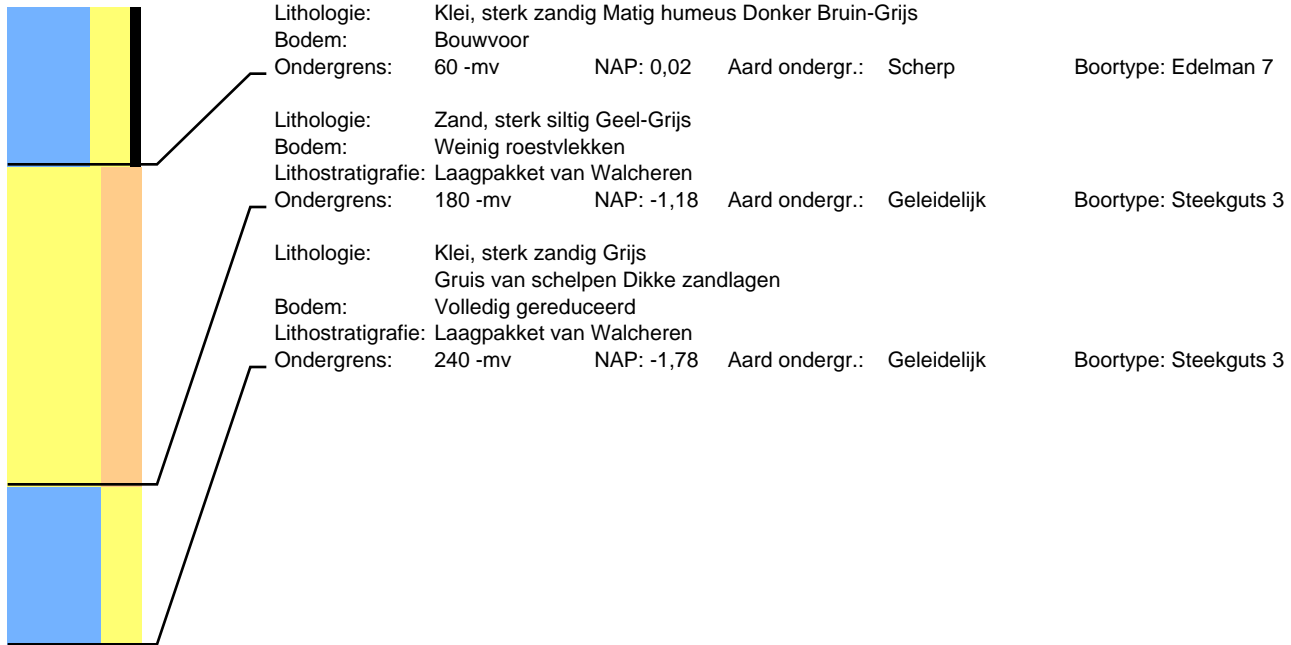 Lithologie: Klei, sterk zandig Matig humeus Donker Bruin-Grijs
Bodem: Bouwvoor
Ondergrens: 60 -mv NAP: 0,02 Aard ondergr.: Scherp Boortype: Edelman 7
Lithologie: Zand, sterk siltig Geel-Grijs
Bodem: Weinig roestvlekken
Lithostratigrafie: Laagpakket van Walcheren
Ondergrens: 180 -mv NAP: -1,18 Aard ondergr.: Geleidelijk Boortype: Steekguts 3
Lithologie: Klei, sterk zandig Grijs
Gruis van schelpen Dikke zandlagen
Bodem: Volledig gereduceerd
Lithostratigrafie: Laagpakket van Walcheren
Ondergrens: 240 -mv NAP: -1,78 Aard ondergr.: Geleidelijk Boortype: Steekguts 3